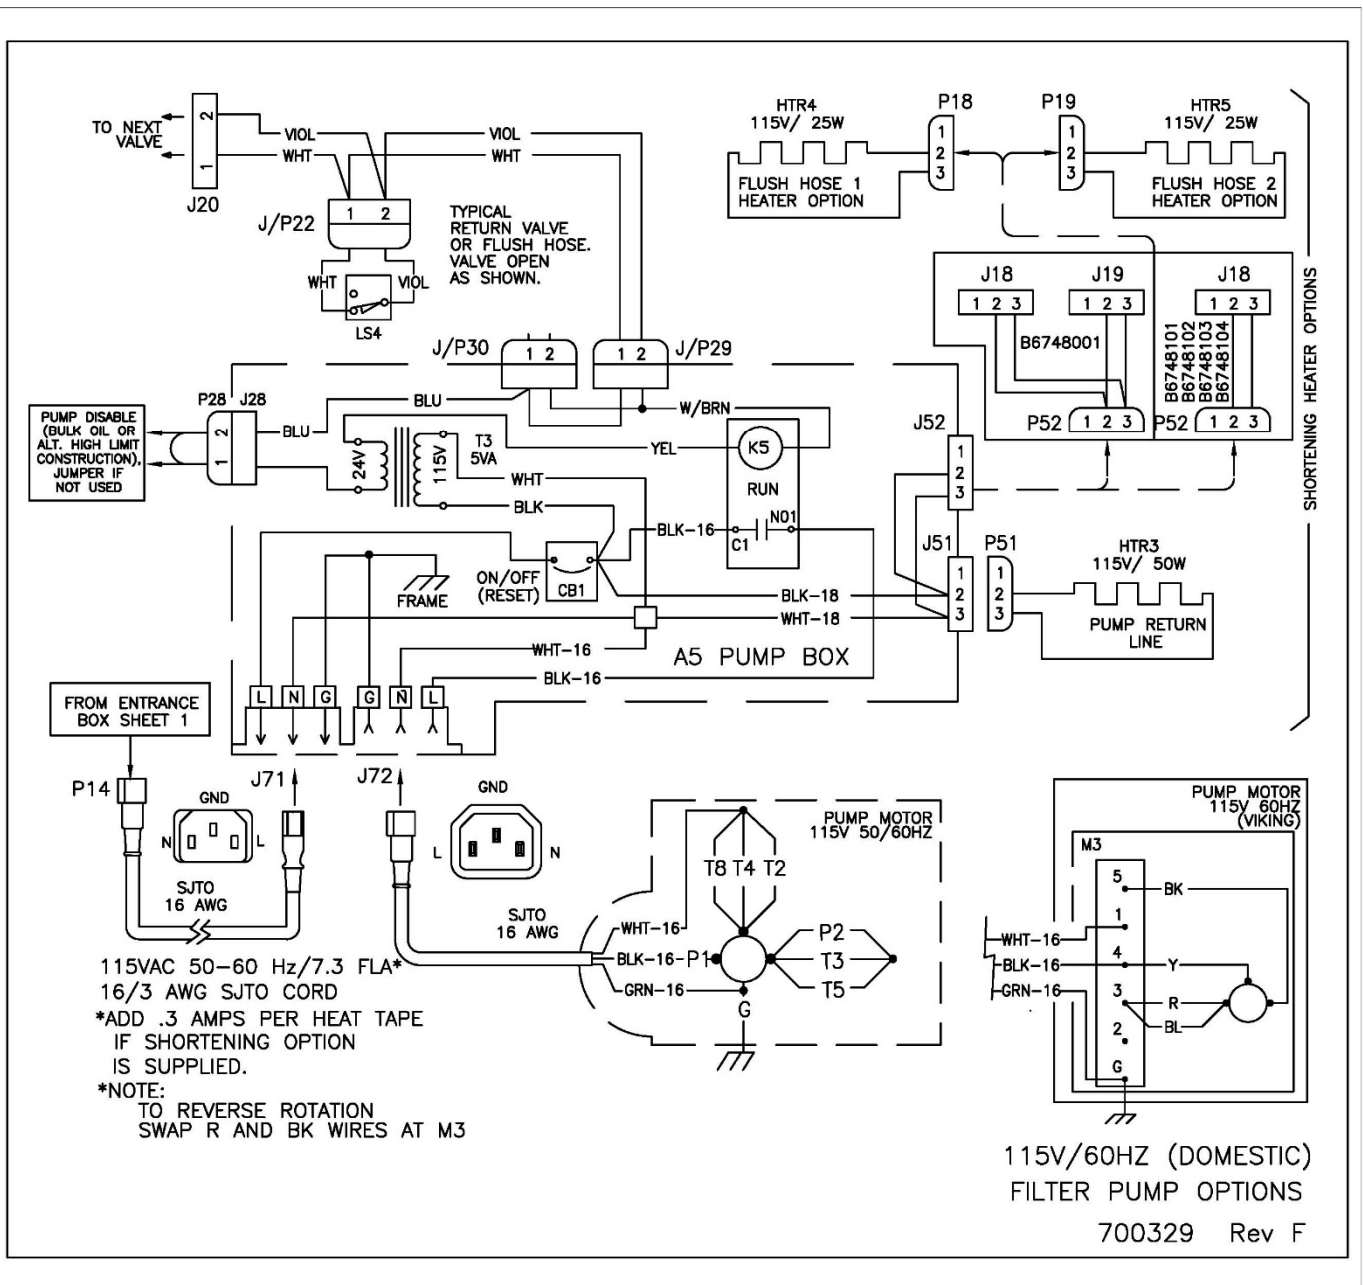 TO NEXT
VALVE
2
1
J20
VIOL
WHT
VIOL
WHT
J/P22
1 2
TYPICAL
RETURN VALVE
OR FLUSH HOSE.
VALVE OPEN
AS SHOWN.
WHT
VIOL
LS4
HTR4
115V/ 25W
P18
1
2
3
FLUSH HOSE 1
HEATER OPTION
P19
1
2
3
HTR5
115V/ 25W
FLUSH HOSE 2
HEATER OPTION
SHORTENING HEATER OPTIONS
J18
1 2 3
J19
1 2 3
J18
1 2 3
B6748001
B6748101
B6748102
B6748103
B6748104
P52
1 2 3
P52
1 2 3
J/P30
1 2
J/P29
1 2
P28 J28
2
1
PUMP DISABLE
(BULK OIL OR
ALT. HIGH LIMIT
CONSTRUCTION),
JUMPER IF
NOT USED
BLU
BLU
W/BRN
24V
115V
T3
5VA
YEL
K5
RUN
WHT
BLK
BLK-16
C1
NO1
J52
1
2
3
ON/OFF
(RESET)
CB1
FRAME
BLK-18
WHT-18
J51
1
2
3
P51
1
2
3
HTR3
115V/ 50W
PUMP RETURN
LINE
WHT-16
BLK-16
A5 PUMP BOX
L N G G N L
FROM ENTRANCE
BOX SHEET 1
P14
J71
J72
GND
N
L
GND
L
N
SJTO
16 AWG
SJTO
16 AWG
PUMP MOTOR
115V 50/60HZ
T8 T4 T2
WHT-16
BLK-16
P1
GRN-16
P2
T3
T5
G
PUMP MOTOR
115V 60HZ
(VIKING)
M3
5
1
4
3
2
G
BK
Y
R
BL
WHT-16
BLK-16
GRN-16
115VAC 50-60 Hz/7.3 FLA*
16/3 AWG SJTO CORD
*ADD .3 AMPS PER HEAT TAPE
IF SHORTENING OPTION
IS SUPPLIED.
*NOTE:
TO REVERSE ROTATION
SWAP R AND BK WIRES AT M3
115V/60HZ (DOMESTIC)
FILTER PUMP OPTIONS
700329 Rev F